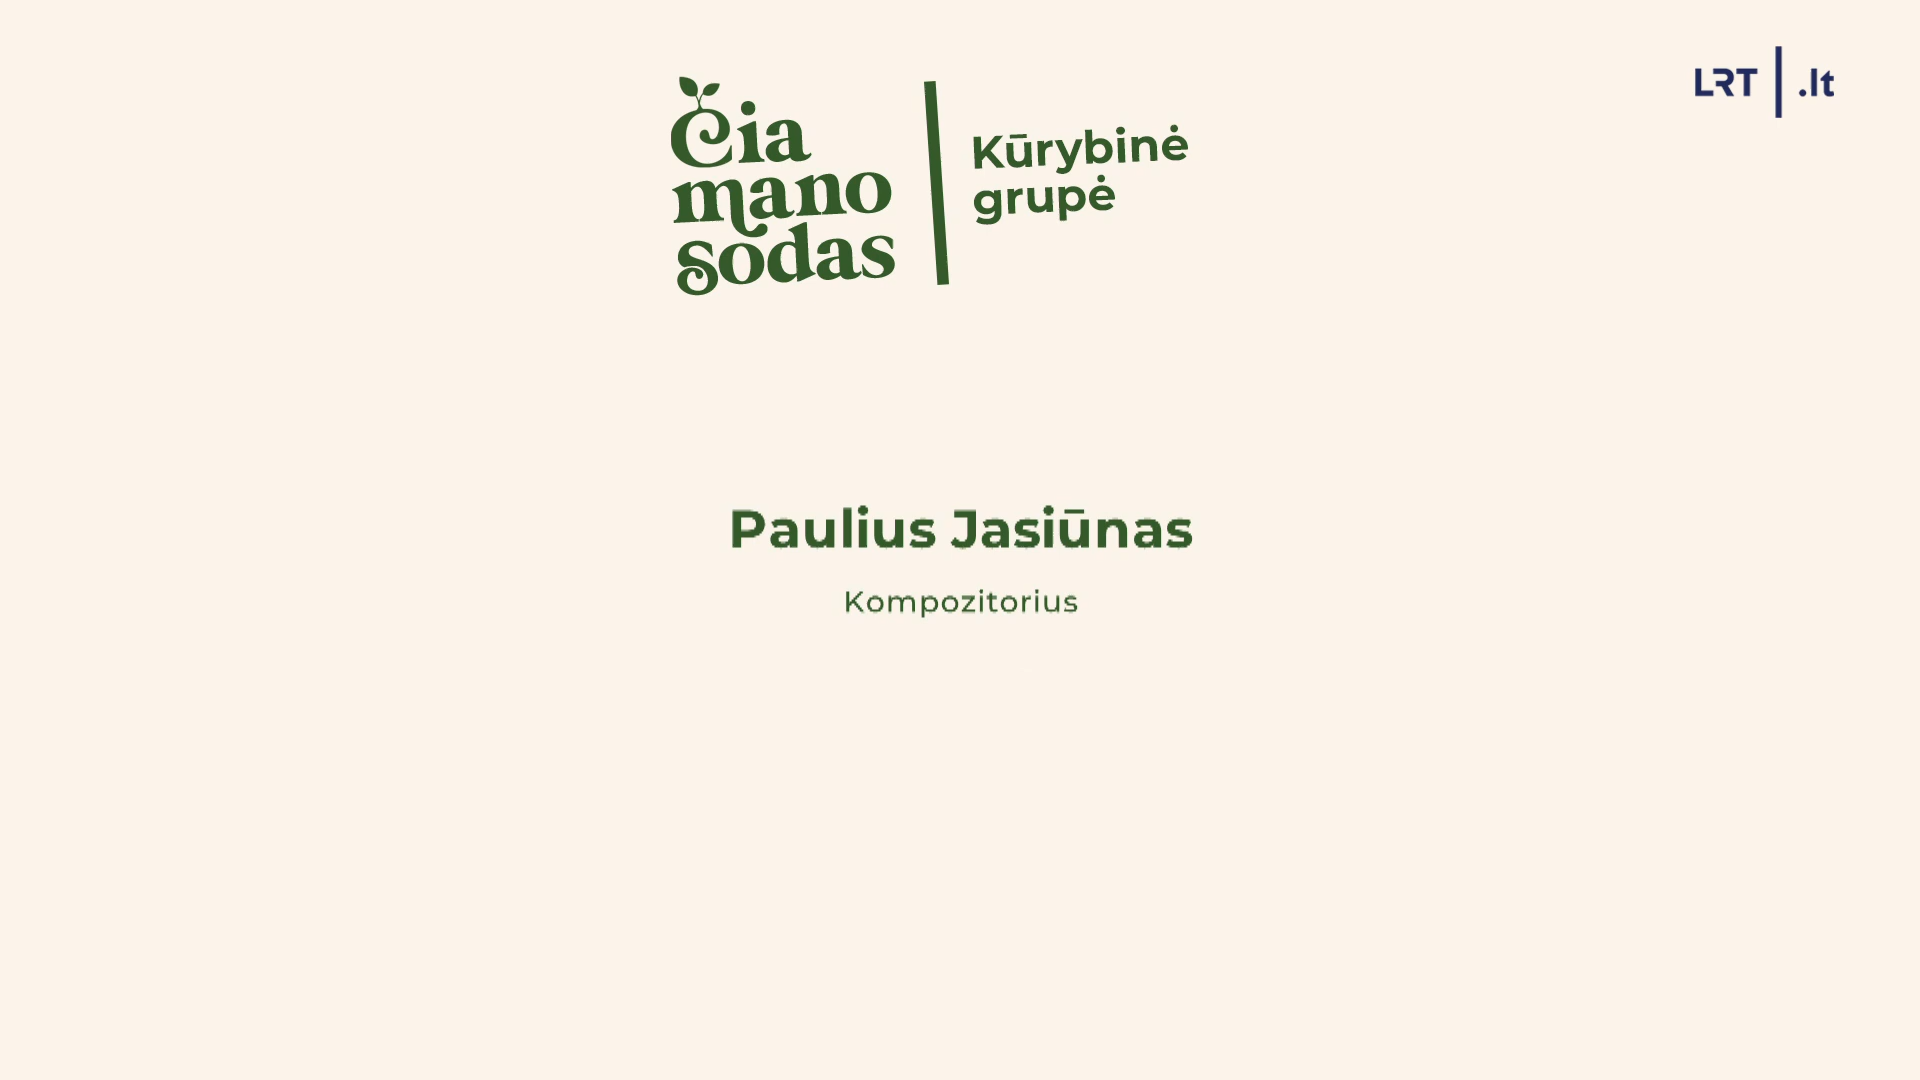 Čia
mano
sodas
Kūrybinė
grupė
LRT | .lt
Paulius Jasiūnas
Kompozitorius